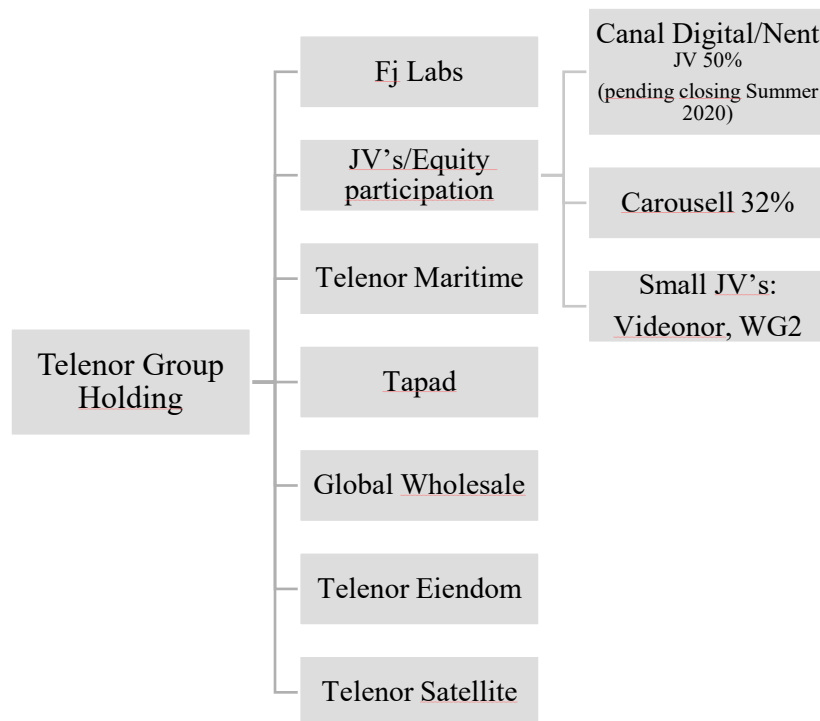 Telenor Group
Holding
Fj Labs
JV’s/Equity
participation
Telenor Maritime
Tapad
Global Wholesale
Telenor Eiendom
Telenor Satellite
Canal Digital/Nent
JV 50%
(pending closing Summer
2020)
Carousell 32%
Small JV’s:
Videonor, WG2